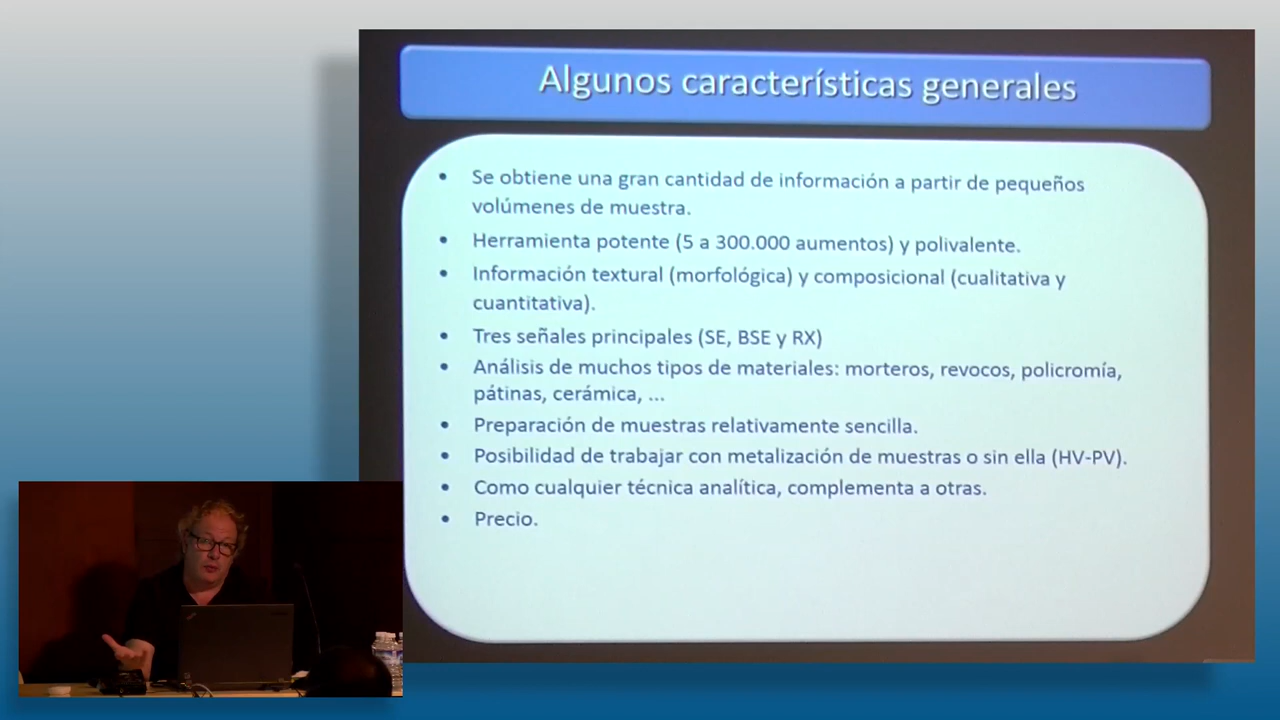 Algunos características generales
• Se obtiene una gran cantidad de información a partir de pequeños
volúmenes de muestra.
• Herramienta potente (5 a 300.000 aumentos) y polivalente.
• Información textural (morfológica) y composicional (cualitativa y
cuantitativa).
• Tres señales principales (SE, BSE y RX)
• Análisis de muchos tipos de materiales: morteros, revocos, policromía,
pátinas, cerámica, ...
• Preparación de muestras relativamente sencilla.
• Posibilidad de trabajar con metalización de muestras o sin ella (HV-PV).
• Como cualquier técnica analítica, complementa a otras.
• Precio.